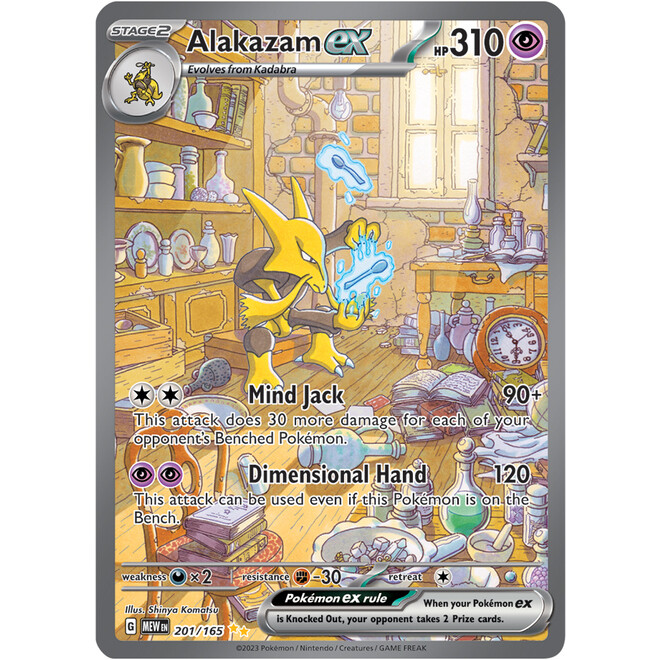 STAGE2
Alakazam ex
HP 310
Evolves from Kadabra
Mind Jack 90+
This attack does 30 more damage for each of your
opponent's Benched Pokémon.
Dimensional Hand 120
This attack can be used even if this Pokémon is on the
Bench.
weakness ×2 resistance -30 retreat
Illus. Shinya Komatsu
Pokémon ex rule
When your Pokémon ex
is Knocked Out, your opponent takes 2 Prize cards.
G MEW EN 201/165
©2023 Pokémon / Nintendo / Creatures / GAME FREAK